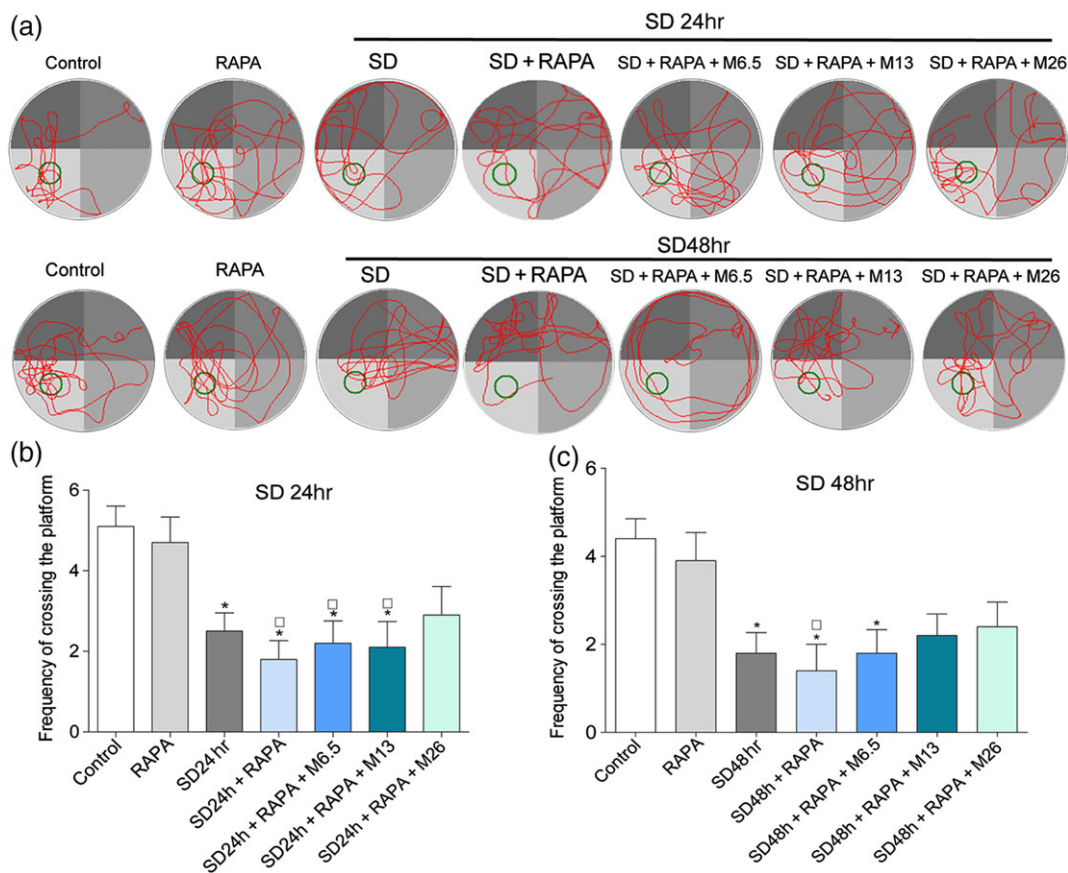 (a)
SD 24hr
Control RAPA SD SD + RAPA SD + RAPA + M6.5 SD + RAPA + M13 SD + RAPA + M26
SD48hr
Control RAPA SD SD + RAPA SD + RAPA + M6.5 SD + RAPA + M13 SD + RAPA + M26
(b)
SD 24hr
Frequency of crossing the platform
6
4
2
0
* □ * □ * □ *
Control RAPA SD24hr SD24h + RAPA SD24h + RAPA + M6.5 SD24h + RAPA + M13 SD24h + RAPA + M26
(c)
SD 48hr
Frequency of crossing the platform
6
4
2
0
* □ * *
Control RAPA SD48hr SD48h + RAPA SD48h + RAPA + M6.5 SD48h + RAPA + M13 SD48h + RAPA + M26